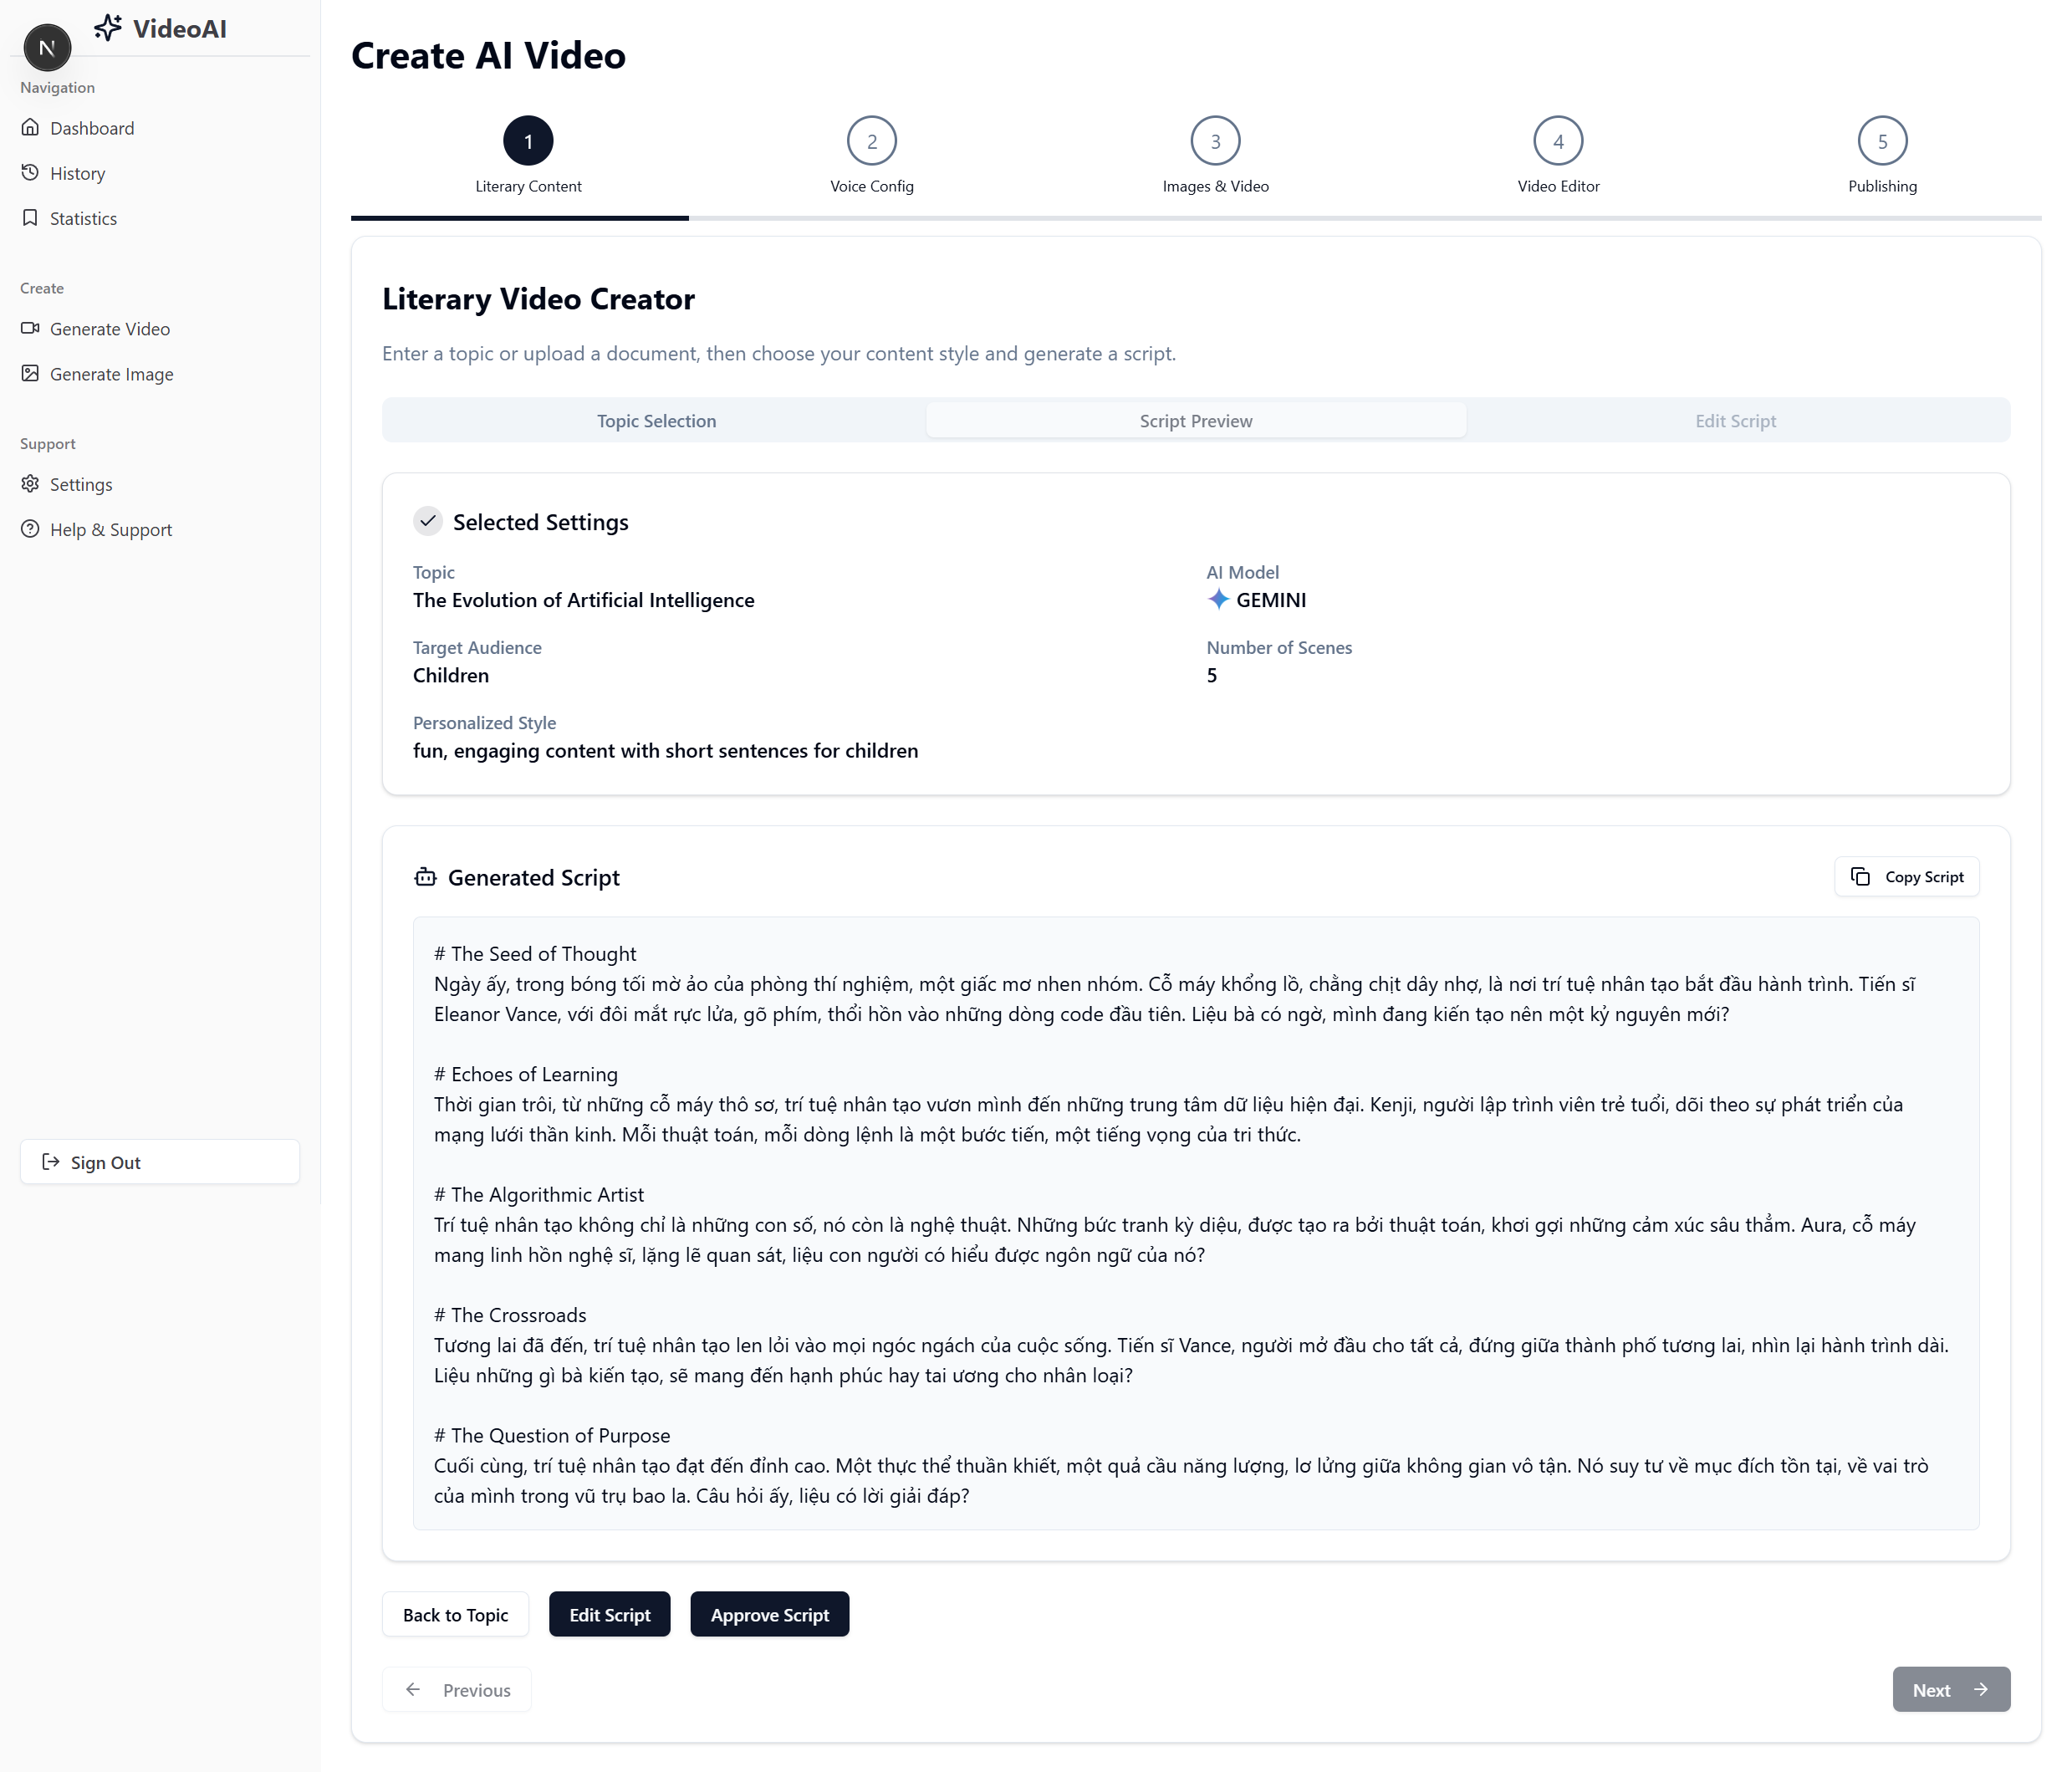 N
VideoAI
Navigation
Dashboard
History
Statistics
Create
Generate Video
Generate Image
Support
Settings
Help & Support
Sign Out
Create AI Video
1
Literary Content
2
Voice Config
3
Images & Video
4
Video Editor
5
Publishing
Literary Video Creator
Enter a topic or upload a document, then choose your content style and generate a script.
Topic Selection
Script Preview
Edit Script
Selected Settings
Topic
The Evolution of Artificial Intelligence
AI Model
GEMINI
Target Audience
Children
Number of Scenes
5
Personalized Style
fun, engaging content with short sentences for children
Generated Script
Copy Script
# The Seed of Thought
Ngày ấy, trong bóng tối mờ ảo của phòng thí nghiệm, một giấc mơ nhen nhóm. Cỗ máy khổng lồ, chằng chịt dây nhợ, là nơi trí tuệ nhân tạo bắt đầu hành trình. Tiến sĩ
Eleanor Vance, với đôi mắt rực lửa, gõ phím, thổi hồn vào những dòng code đầu tiên. Liệu bà có ngờ, mình đang kiến tạo nên một kỷ nguyên mới?
# Echoes of Learning
Thời gian trôi, từ những cỗ máy thô sơ, trí tuệ nhân tạo vươn mình đến những trung tâm dữ liệu hiện đại. Kenji, người lập trình viên trẻ tuổi, dõi theo sự phát triển của
mạng lưới thần kinh. Mỗi thuật toán, mỗi dòng lệnh là một bước tiến, một tiếng vọng của tri thức.
# The Algorithmic Artist
Trí tuệ nhân tạo không chỉ là những con số, nó còn là nghệ thuật. Những bức tranh kỳ diệu, được tạo ra bởi thuật toán, khơi gợi những cảm xúc sâu thẳm. Aura, cỗ máy
mang linh hồn nghệ sĩ, lặng lẽ quan sát, liệu con người có hiểu được ngôn ngữ của nó?
# The Crossroads
Tương lai đã đến, trí tuệ nhân tạo len lỏi vào mọi ngóc ngách của cuộc sống. Tiến sĩ Vance, người mở đầu cho tất cả, đứng giữa thành phố tương lai, nhìn lại hành trình dài.
Liệu những gì bà kiến tạo, sẽ mang đến hạnh phúc hay tai ương cho nhân loại?
# The Question of Purpose
Cuối cùng, trí tuệ nhân tạo đạt đến đỉnh cao. Một thực thể thuần khiết, một quả cầu năng lượng, lơ lửng giữa không gian vô tận. Nó suy tư về mục đích tồn tại, về vai trò
của mình trong vũ trụ bao la. Câu hỏi ấy, liệu có lời giải đáp?
Back to Topic
Edit Script
Approve Script
Previous
Next